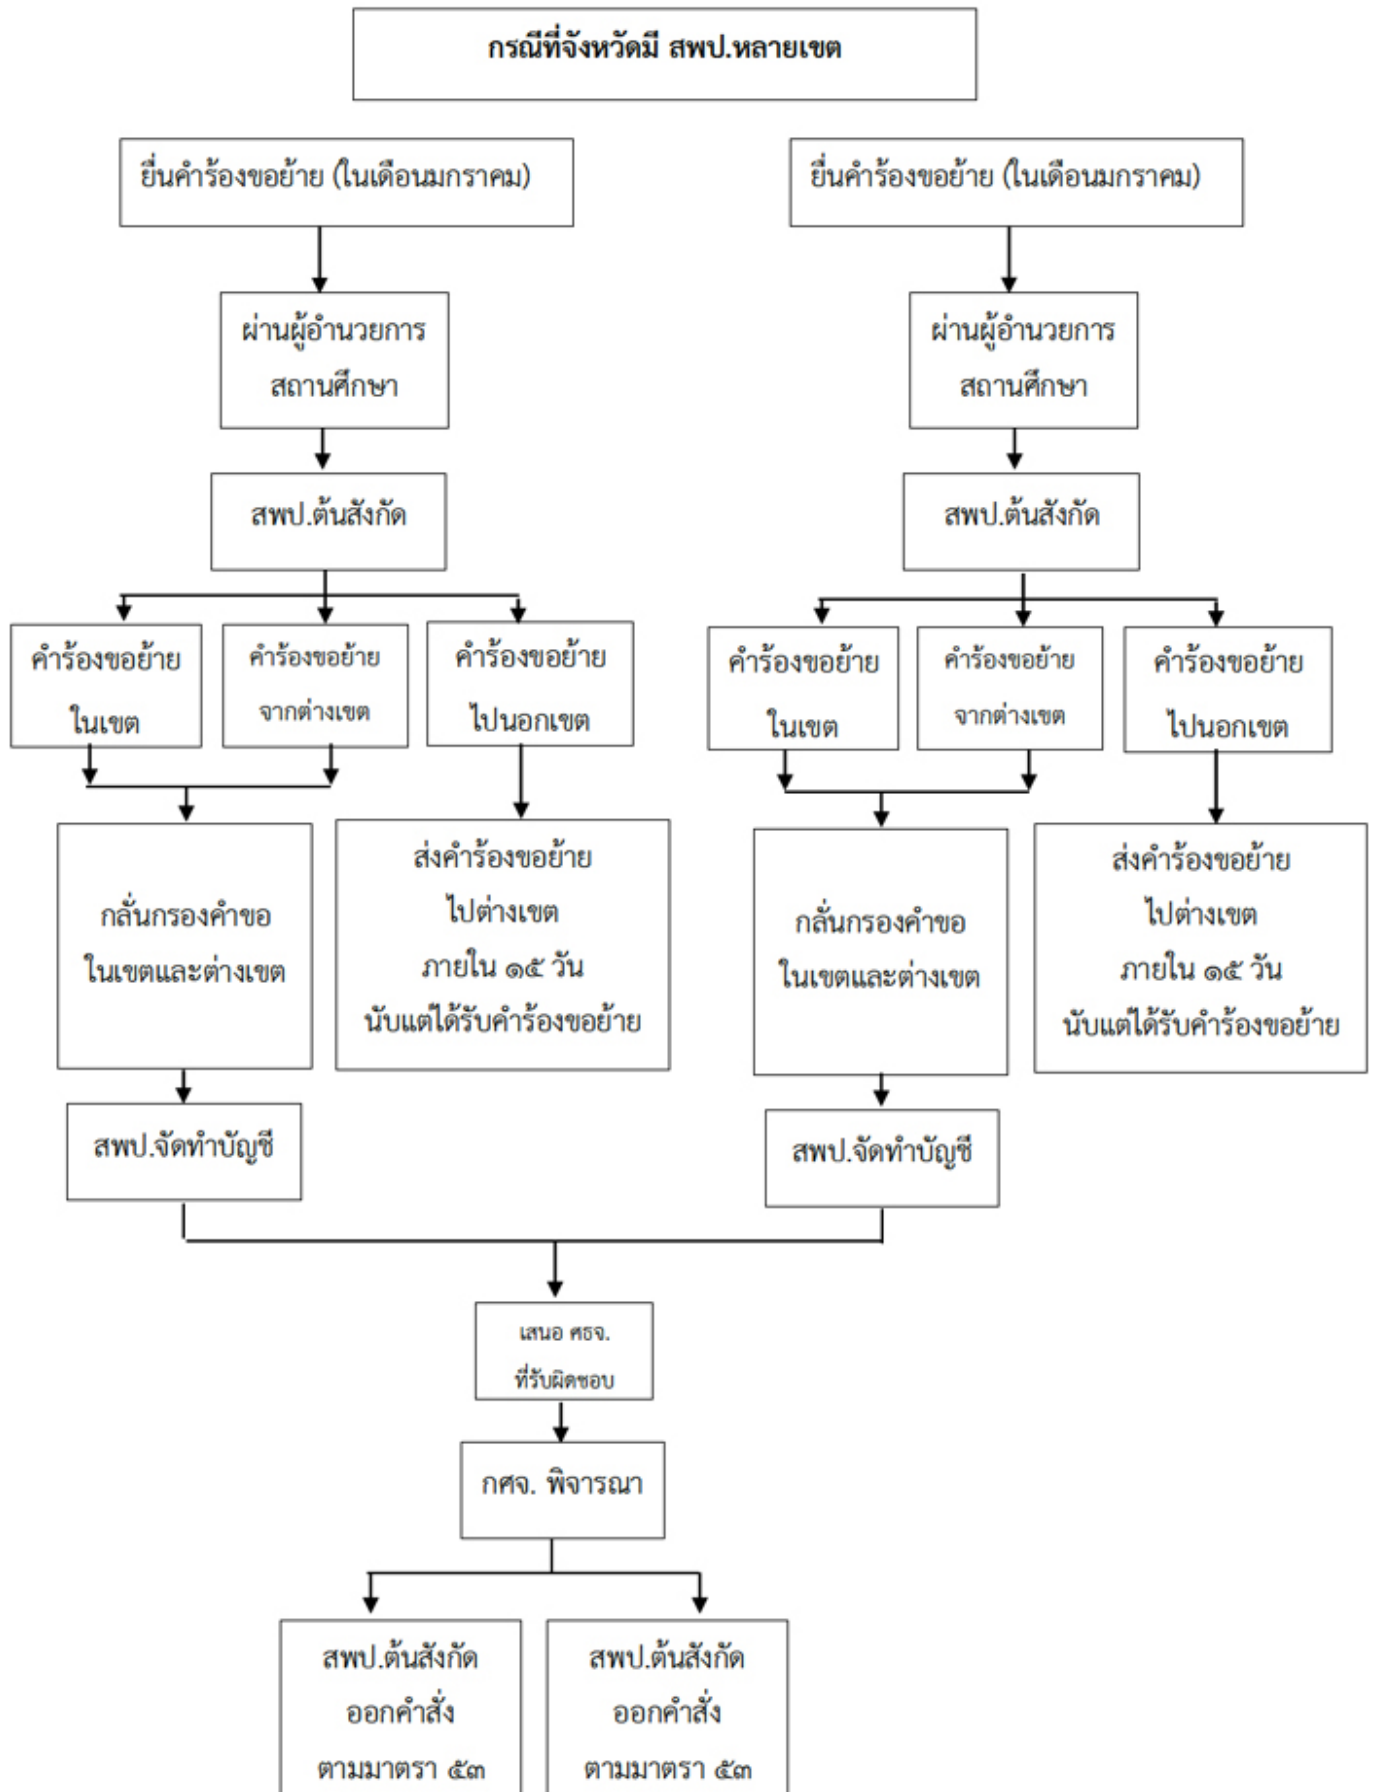 กรณีที่จังหวัดมี สพป.หลายเขต
ยื่นคำร้องขอย้าย (ในเดือนมกราคม)
ยื่นคำร้องขอย้าย (ในเดือนมกราคม)
ผ่านผู้อำนวยการ
สถานศึกษา
ผ่านผู้อำนวยการ
สถานศึกษา
สพป.ต้นสังกัด
สพป.ต้นสังกัด
คำร้องขอย้าย
ในเขต
คำร้องขอย้าย
จากต่างเขต
คำร้องขอย้าย
ไปนอกเขต
คำร้องขอย้าย
ในเขต
คำร้องขอย้าย
จากต่างเขต
คำร้องขอย้าย
ไปนอกเขต
กลั่นกรองคำขอ
ในเขตและต่างเขต
ส่งคำร้องขอย้าย
ไปต่างเขต
ภายใน ๑๕ วัน
นับแต่ได้รับคำร้องขอย้าย
กลั่นกรองคำขอ
ในเขตและต่างเขต
ส่งคำร้องขอย้าย
ไปต่างเขต
ภายใน ๑๕ วัน
นับแต่ได้รับคำร้องขอย้าย
สพป.จัดทำบัญชี
สพป.จัดทำบัญชี
เสนอ ศธจ.
ที่รับผิดชอบ
กศจ. พิจารณา
สพป.ต้นสังกัด
ออกคำสั่ง
ตามมาตรา ๕๓
สพป.ต้นสังกัด
ออกคำสั่ง
ตามมาตรา ๕๓